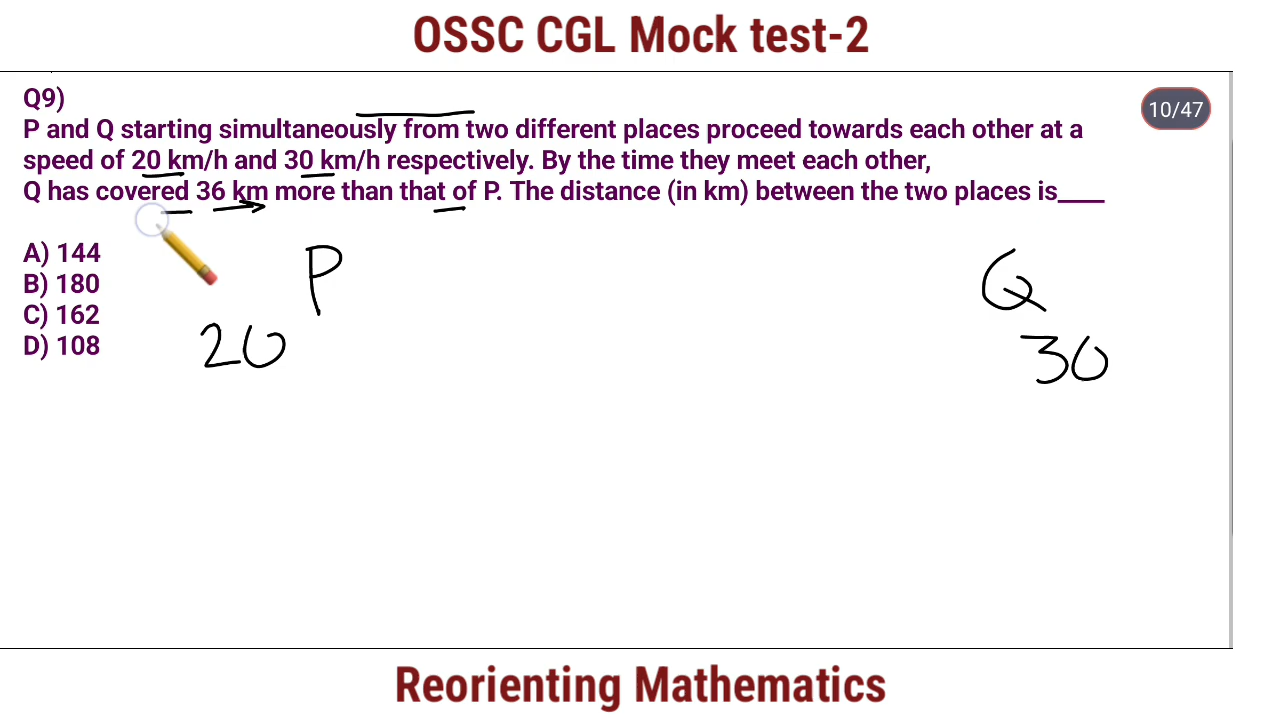 OSSC CGL Mock test-2
Q9)
10/47
P and Q starting simultaneously from two different places proceed towards each other at a
speed of 20 km/h and 30 km/h respectively. By the time they meet each other,
Q has covered 36 km more than that of P. The distance (in km) between the two places is____
A) 144
B) 180
C) 162
D) 108
P Q
20 30
Reorienting Mathematics